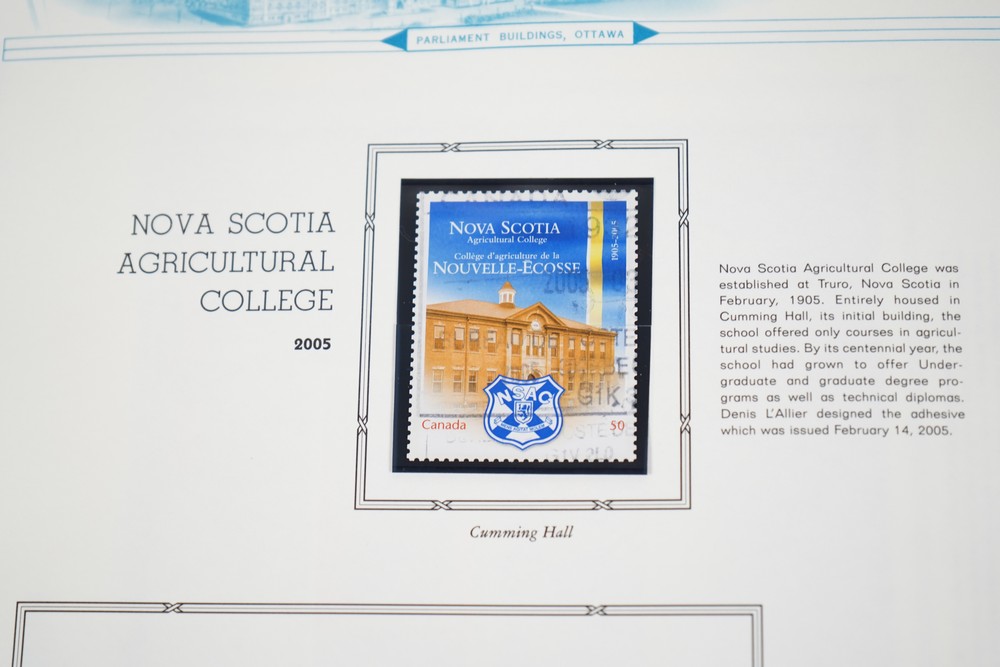 PARLIAMENT BUILDINGS, OTTAWA
NOVA SCOTIA
AGRICULTURAL
COLLEGE
2005
NOVA SCOTIA
Agricultural College
Collège d'agriculture de la
NOUVELLE-ÉCOSSE
1905-2005
NSAC
Canada
50
G1K
Cumming Hall
Nova Scotia Agricultural College was
established at Truro, Nova Scotia in
February, 1905. Entirely housed in
Cumming Hall, its initial building, the
school offered only courses in agricul-
tural studies. By its centennial year, the
school had grown to offer Under-
graduate and graduate degree pro-
grams as well as technical diplomas.
Denis L'Allier designed the adhesive
which was issued February 14, 2005.